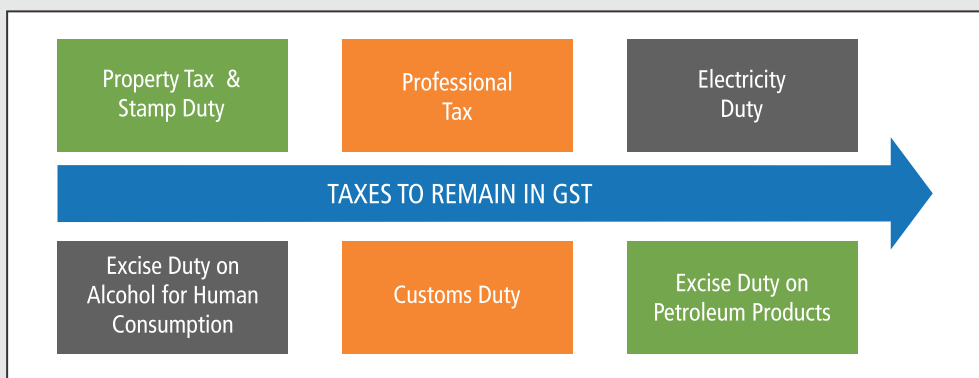 Property Tax &
Stamp Duty
Professional
Tax
Electricity
Duty
TAXES TO REMAIN IN GST
Excise Duty on
Alcohol for Human
Consumption
Customs Duty
Excise Duty on
Petroleum Products